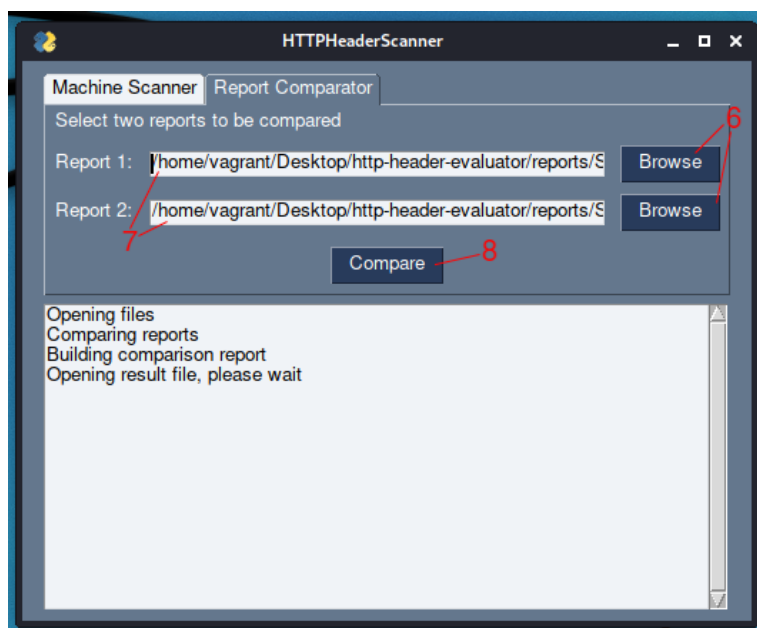 HTTPHeaderScanner
Machine Scanner Report Comparator
Select two reports to be compared
6
Report 1: /home/vagrant/Desktop/http-header-evaluator/reports/S Browse
Report 2: /home/vagrant/Desktop/http-header-evaluator/reports/S Browse
7
Compare 8
Opening files
Comparing reports
Building comparison report
Opening result file, please wait